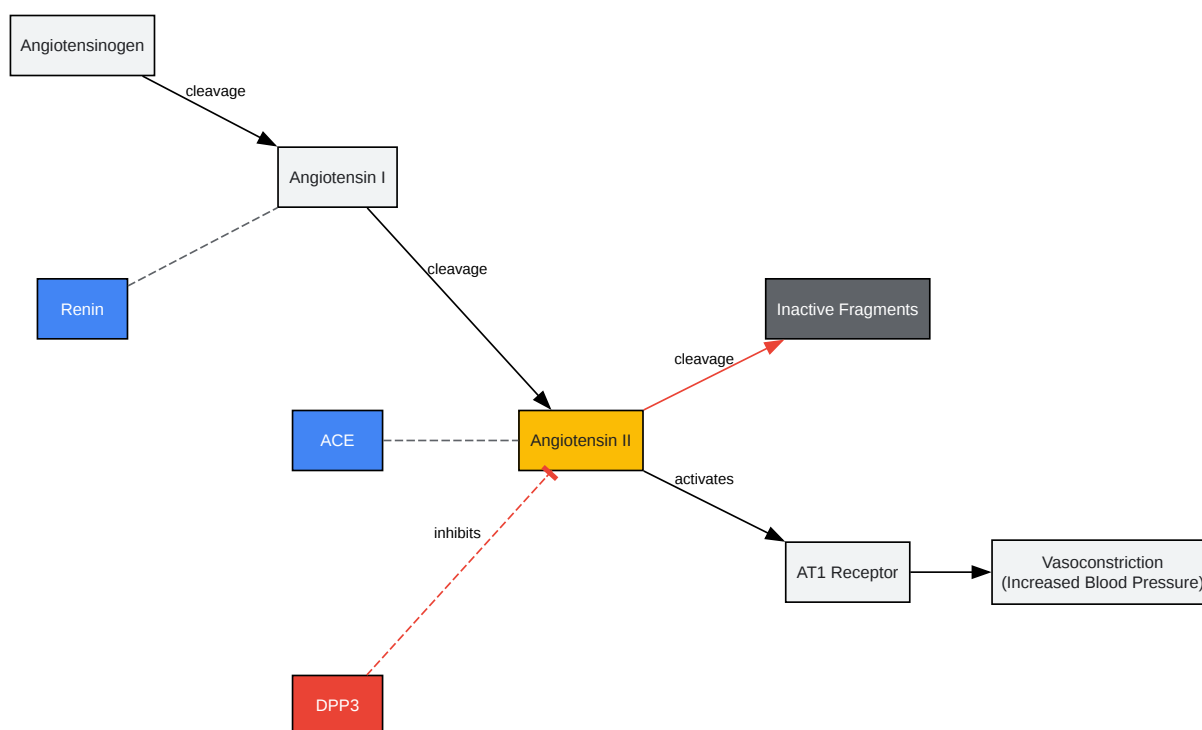 Angiotensinogen
cleavage
Angiotensin I
cleavage
Renin
Inactive Fragments
cleavage
ACE
Angiotensin II
activates
inhibits
AT1 Receptor
Vasoconstriction
(Increased Blood Pressure)
DPP3